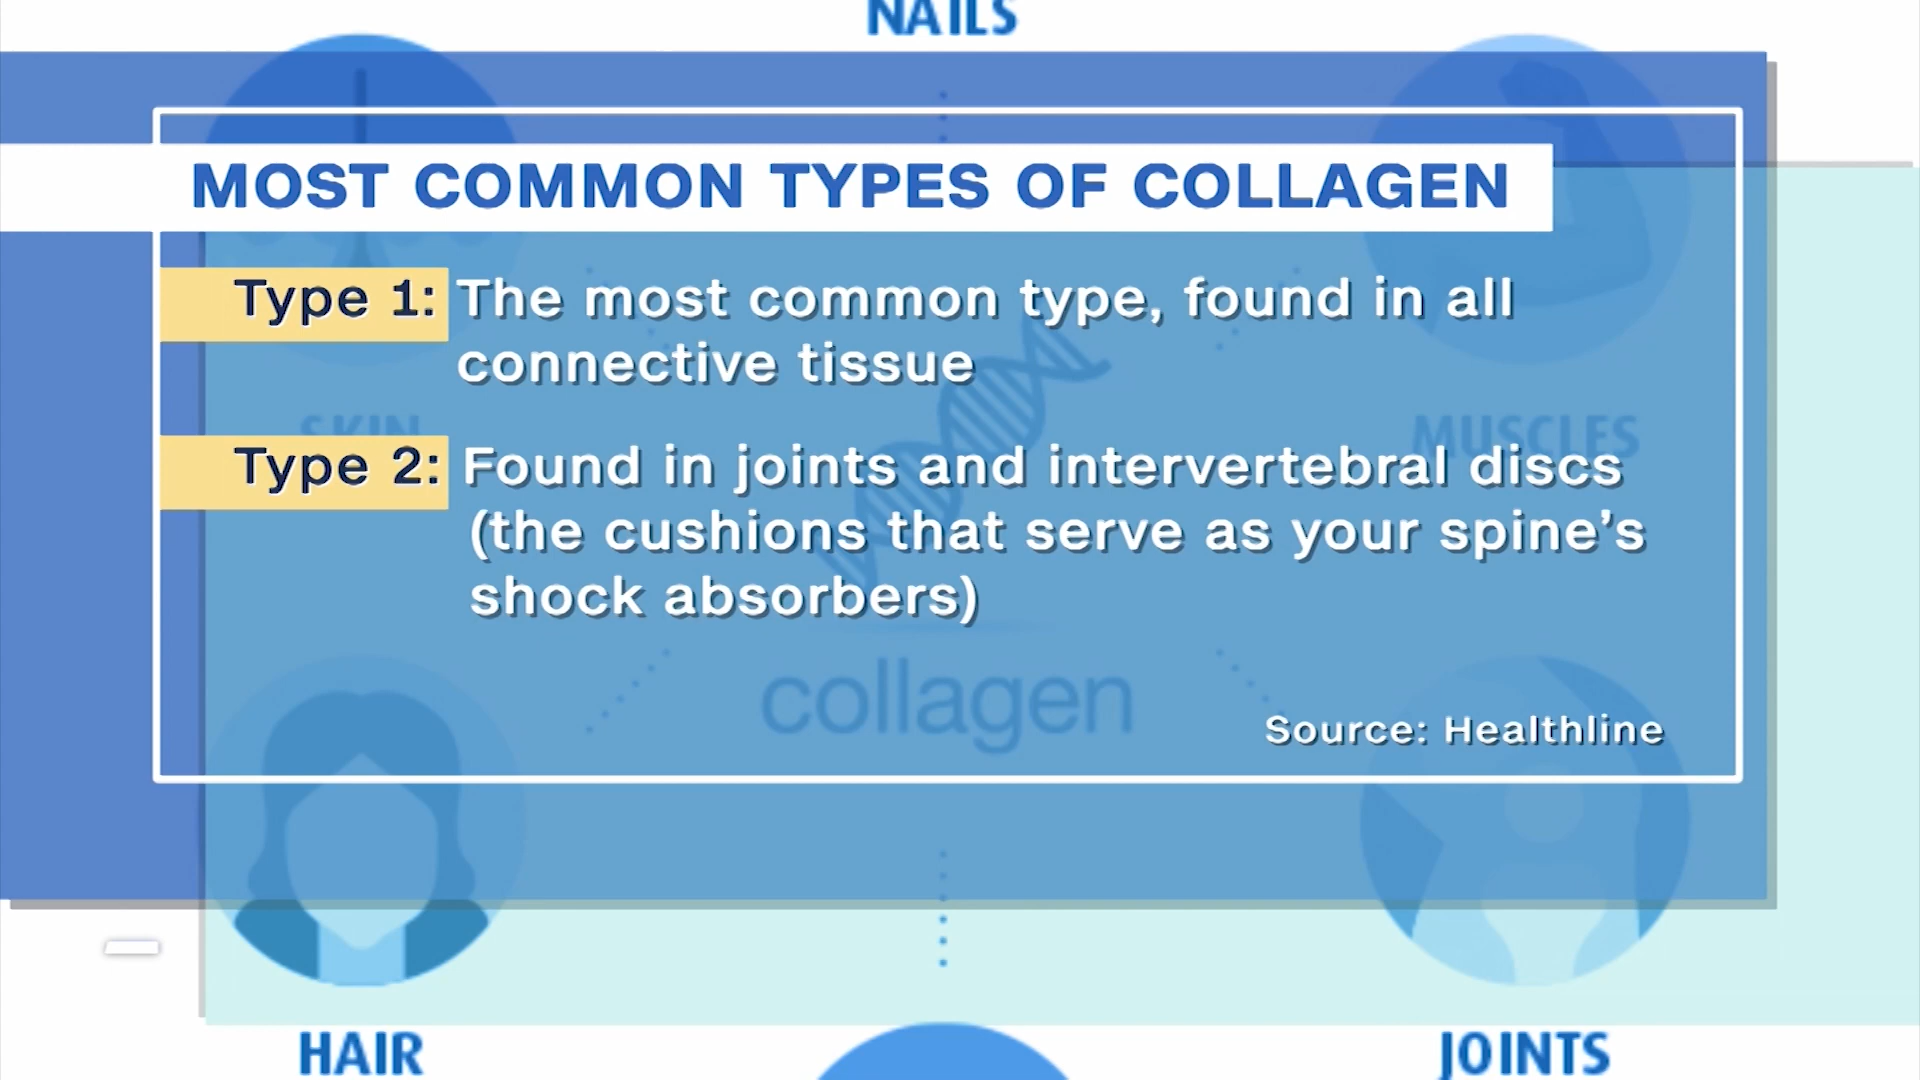 NAILS
MOST COMMON TYPES OF COLLAGEN
Type 1: The most common type, found in all
connective tissue
SKIN
MUSCLES
Type 2: Found in joints and intervertebral discs
(the cushions that serve as your spine’s
shock absorbers)
collagen
Source: Healthline
HAIR
JOINTS